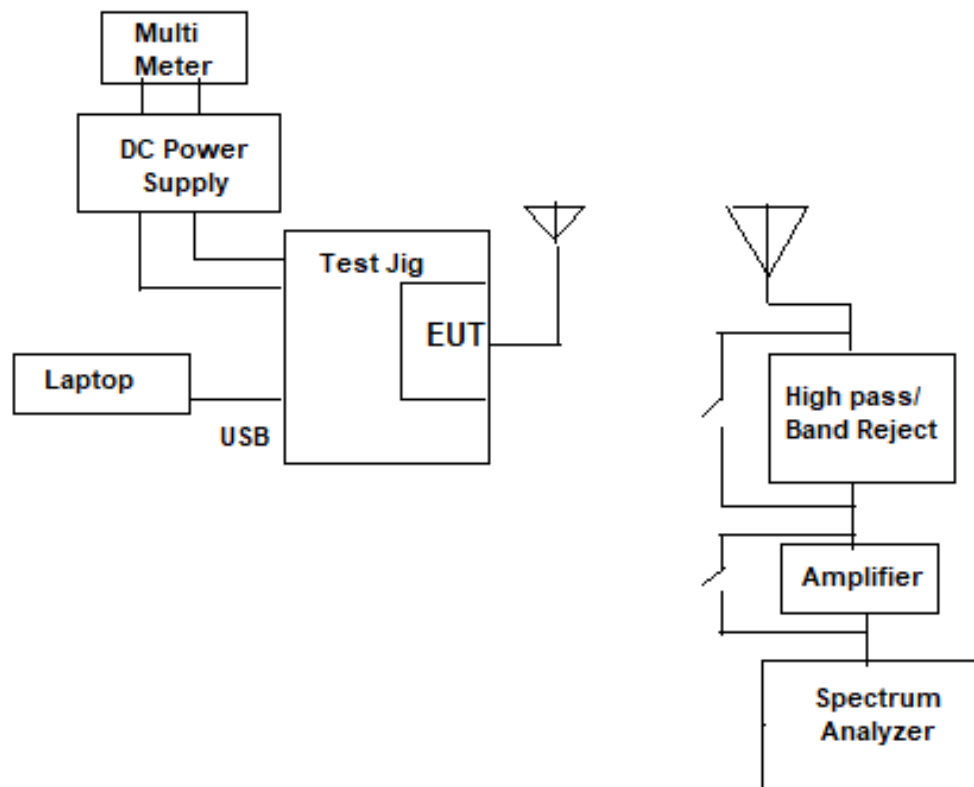 Multi
Meter
DC Power
Supply
Test Jig
EUT
Laptop
USB
High pass/
Band Reject
Amplifier
Spectrum
Analyzer